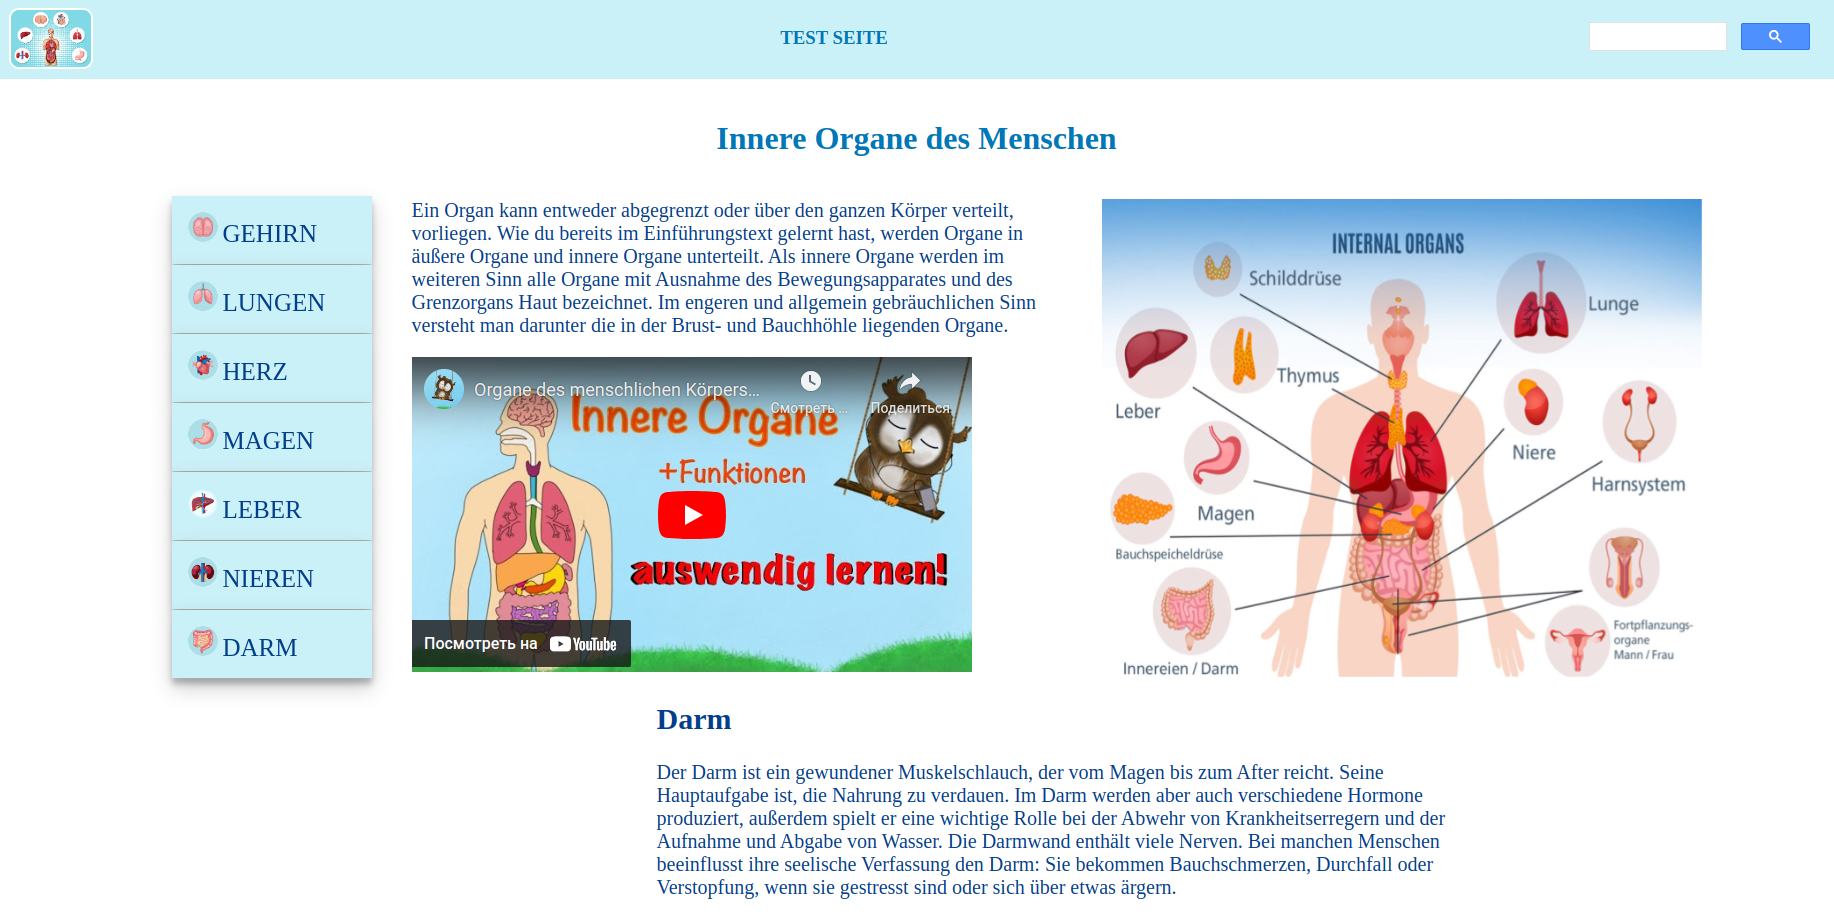 TEST SEITE
Innere Organe des Menschen
GEHIRN
LUNGEN
HERZ
MAGEN
LEBER
NIEREN
DARM
Ein Organ kann entweder abgegrenzt oder über den ganzen Körper verteilt,
vorliegen. Wie du bereits im Einführungstext gelernt hast, werden Organe in
äußere Organe und innere Organe unterteilt. Als innere Organe werden im
weiteren Sinn alle Organe mit Ausnahme des Bewegungsapparates und des
Grenzorgans Haut bezeichnet. Im engeren und allgemein gebräuchlichen Sinn
versteht man darunter die in der Brust- und Bauchhöhle liegenden Organe.
Organe des menschlichen Körpers...
Смотреть ...
Поделиться
Innere Organe
+Funktionen
auswendig lernen!
Посмотреть на YouTube
INTERNAL ORGANS
Schilddrüse
Lunge
Thymus
Leber
Niere
Harnsystem
Magen
Bauchspeicheldrüse
Fortpflanzungs-
organe
Mann / Frau
Innereien / Darm
Darm
Der Darm ist ein gewundener Muskelschlauch, der vom Magen bis zum After reicht. Seine
Hauptaufgabe ist, die Nahrung zu verdauen. Im Darm werden aber auch verschiedene Hormone
produziert, außerdem spielt er eine wichtige Rolle bei der Abwehr von Krankheitserregern und der
Aufnahme und Abgabe von Wasser. Die Darmwand enthält viele Nerven. Bei manchen Menschen
beeinflusst ihre seelische Verfassung den Darm: Sie bekommen Bauchschmerzen, Durchfall oder
Verstopfung, wenn sie gestresst sind oder sich über etwas ärgern.